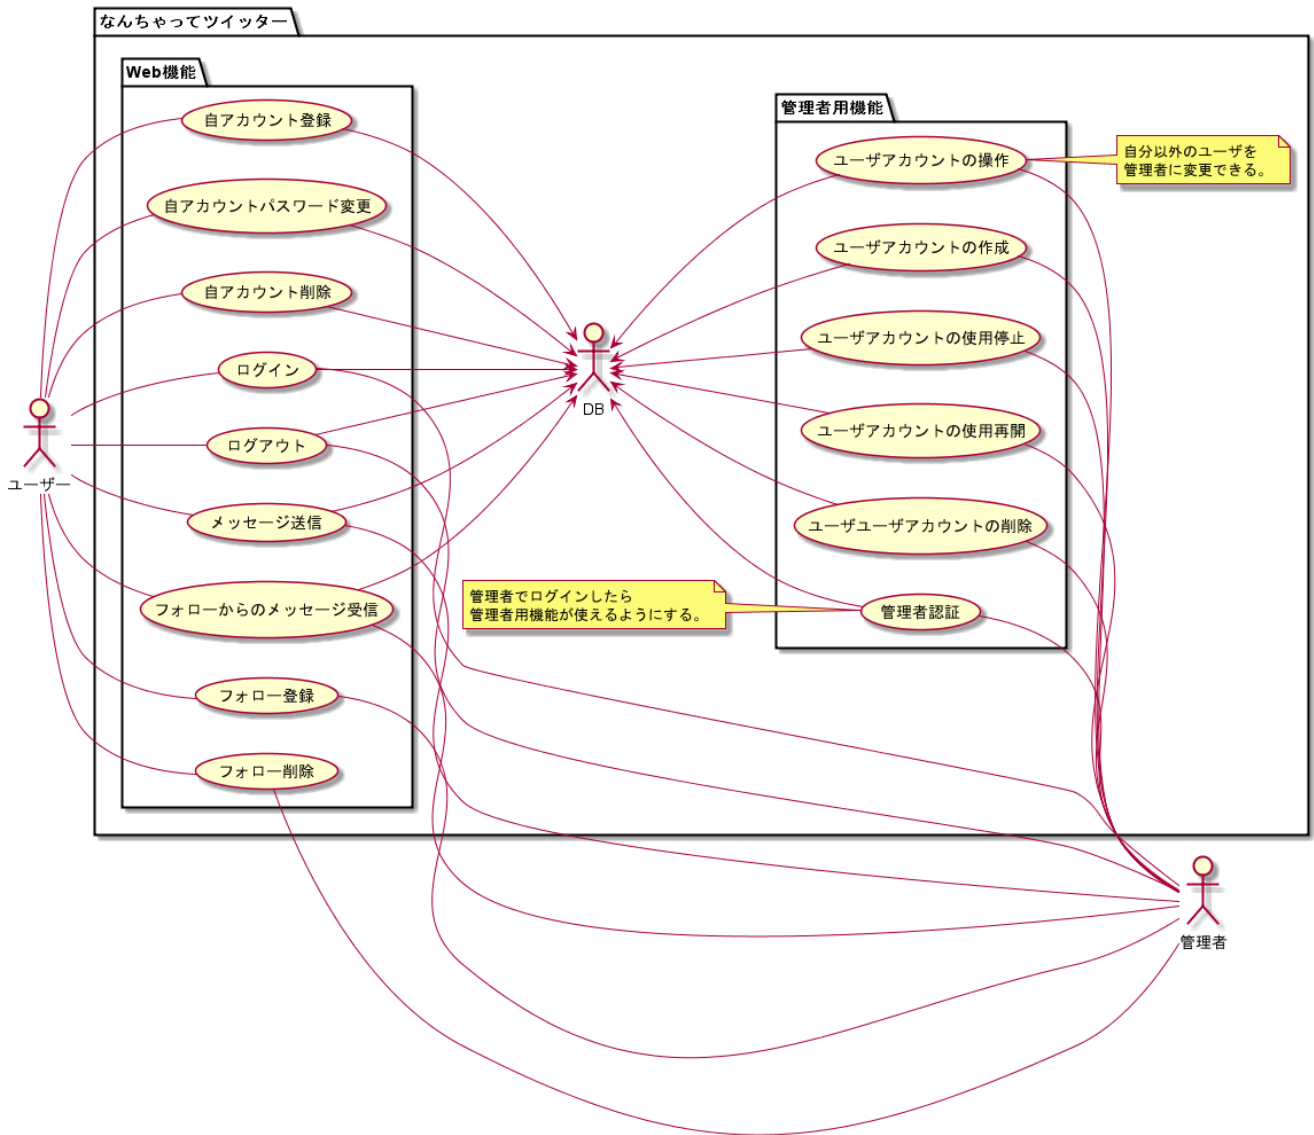 なんちゃってツイッター
Web機能
自アカウント登録
自アカウントパスワード変更
自アカウント削除
ログイン
ログアウト
メッセージ送信
フォローからのメッセージ受信
フォロー登録
フォロー削除
ユーザー
DB
管理者用機能
ユーザアカウントの操作
ユーザアカウントの作成
ユーザアカウントの使用停止
ユーザアカウントの使用再開
ユーザユーザアカウントの削除
管理者認証
自分以外のユーザを
管理者に変更できる。
管理者でログインしたら
管理者用機能が使えるようにする。
管理者